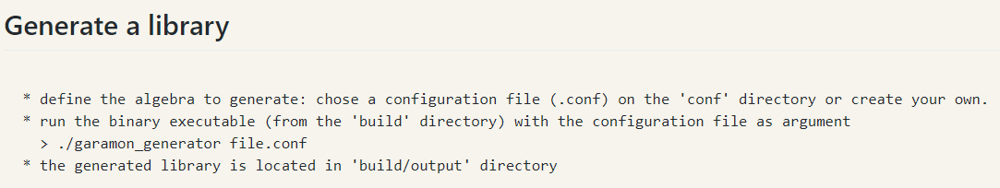 Generate a library
* define the algebra to generate: chose a configuration file (.conf) on the 'conf' directory or create your own.
* run the binary executable (from the 'build' directory) with the configuration file as argument
> ./garamon_generator file.conf
* the generated library is located in 'build/output' directory